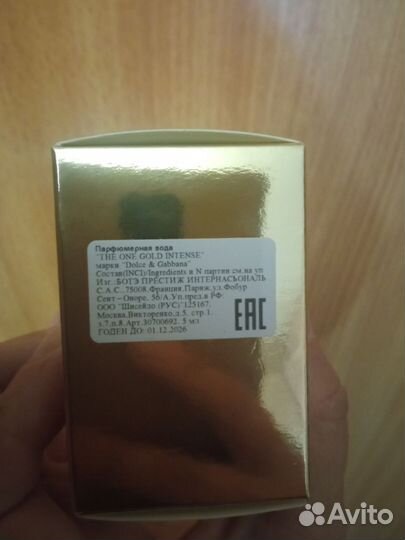 Парфюмерная вода
"THE ONE GOLD INTENSE"
марки "Dolce & Gabbana"
Состав(INCI)/Ingredients и N партии см.на уп
Изг.:БОТЭ ПРЕСТИЖ ИНТЕРНАСЬОНАЛЬ
С.А.С.,75008,Франция,Париж,ул.Фобур
Сент-Оноре, 56/А.Уп.пред.в РФ:
ООО "Шисейдо (РУС)"125167,
Москва,Викторенко,д.5, стр.1.
э.7,п.8.Арт.30700692. 5 мл
ГОДЕН ДО: 01.12.2026
EAC
Avito